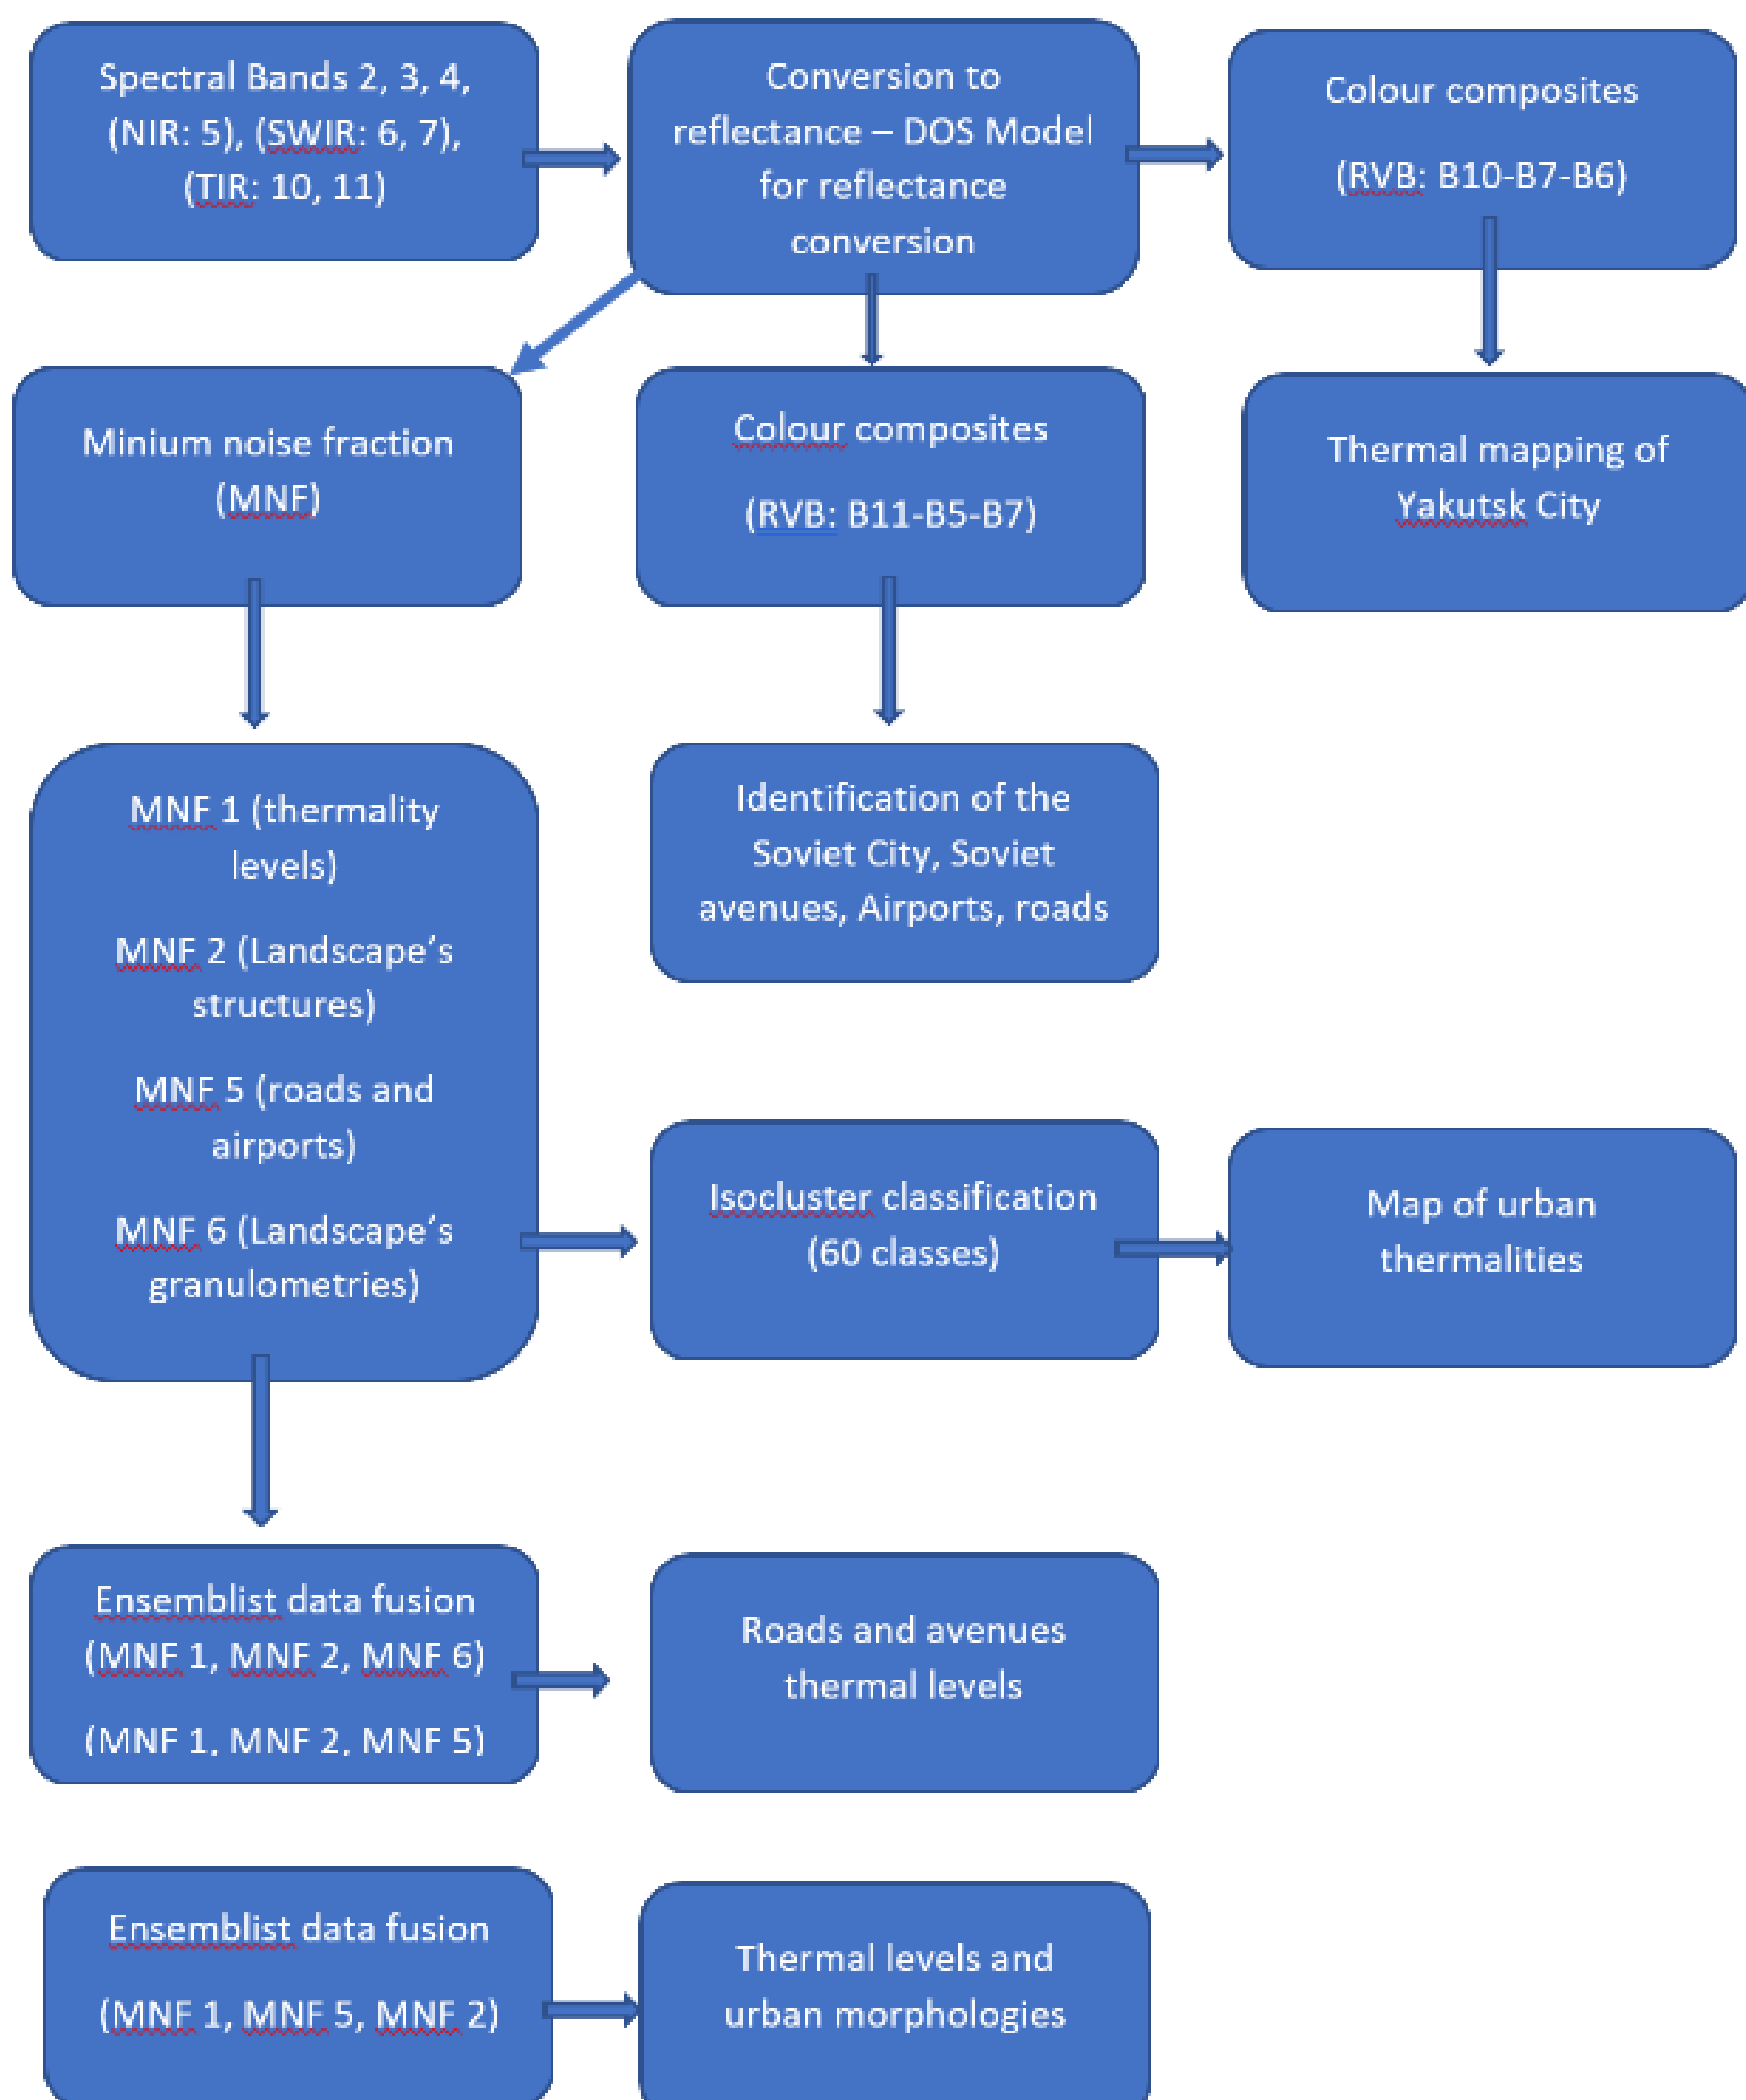 Spectral Bands 2, 3, 4,
(NIR: 5), (SWIR: 6, 7),
(TIR: 10, 11)
Conversion to
reflectance – DOS Model
for reflectance
conversion
Colour composites
(RVB: B10-B7-B6)
Minium noise fraction
(MNF)
Colour composites
(RVB: B11-B5-B7)
Thermal mapping of
Yakutsk City
MNF 1 (thermality
levels)
MNF 2 (Landscape’s
structures)
MNF 5 (roads and
airports)
MNF 6 (Landscape’s
granulometries)
Identification of the
Soviet City, Soviet
avenues, Airports, roads
Isocluster classification
(60 classes)
Map of urban
thermalities
Ensemblist data fusion
(MNF 1, MNF 2, MNF 6)
(MNF 1, MNF 2, MNF 5)
Roads and avenues
thermal levels
Ensemblist data fusion
(MNF 1, MNF 5, MNF 2)
Thermal levels and
urban morphologies